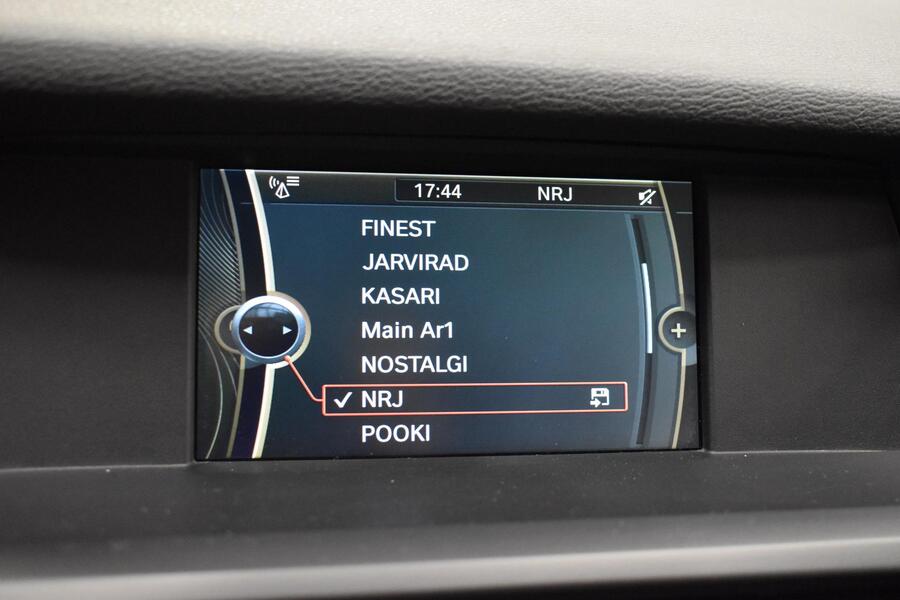 17:44 NRJ
FINEST
JARVIRAD
KASARI
Main Ar1
NOSTALGI
NRJ
POOKI